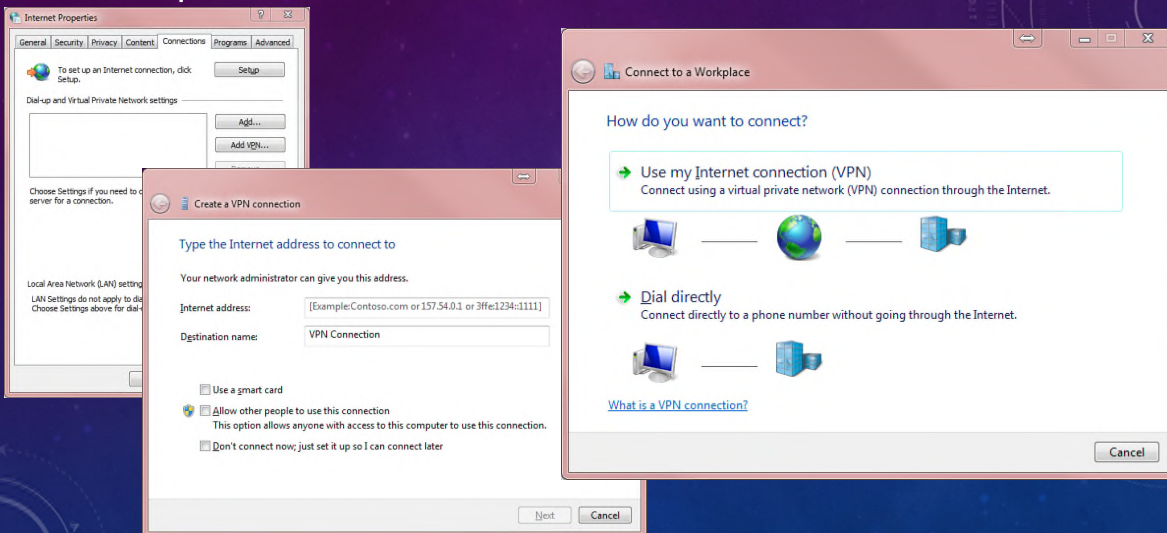 Internet Properties
General Security Privacy Content Connections Programs Advanced
To set up an Internet connection, click
Setup.
Setup
Dial-up and Virtual Private Network settings
Add...
Add VPN...
Choose Settings if you need to c
server for a connection.
Local Area Network (LAN) setting
LAN Settings do not apply to dia
Choose Settings above for dial-
Create a VPN connection
Type the Internet address to connect to
Your network administrator can give you this address.
Internet address:
[Example:Contoso.com or 157.54.0.1 or 3ffe:1234::1111]
Destination name:
VPN Connection
Use a smart card
Allow other people to use this connection
This option allows anyone with access to this computer to use this connection.
Don't connect now; just set it up so I can connect later
Next
Cancel
Connect to a Workplace
How do you want to connect?
Use my Internet connection (VPN)
Connect using a virtual private network (VPN) connection through the Internet.
Dial directly
Connect directly to a phone number without going through the Internet.
What is a VPN connection?
Cancel